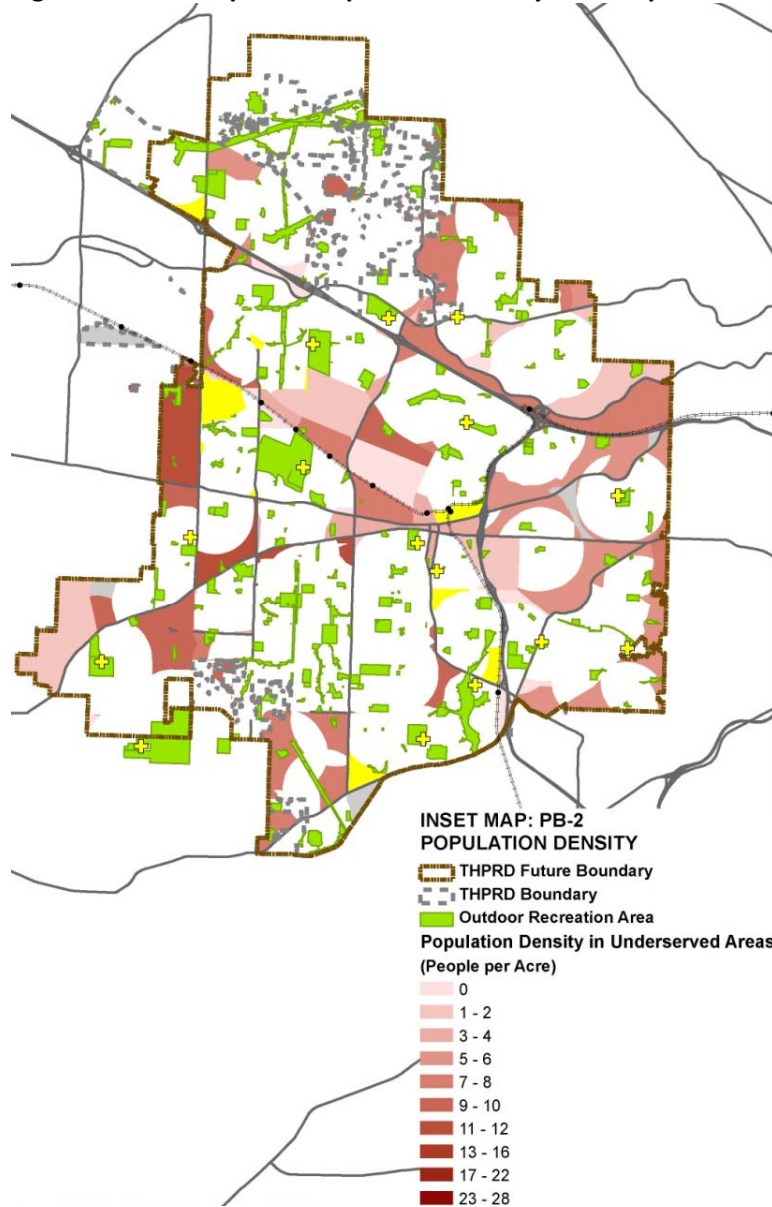 INSET MAP: PB-2
POPULATION DENSITY
THPRD Future Boundary
THPRD Boundary
Outdoor Recreation Area
Population Density in Underserved Areas
(People per Acre)
0
1 - 2
3 - 4
5 - 6
7 - 8
9 - 10
11 - 12
13 - 16
17 - 22
23 - 28